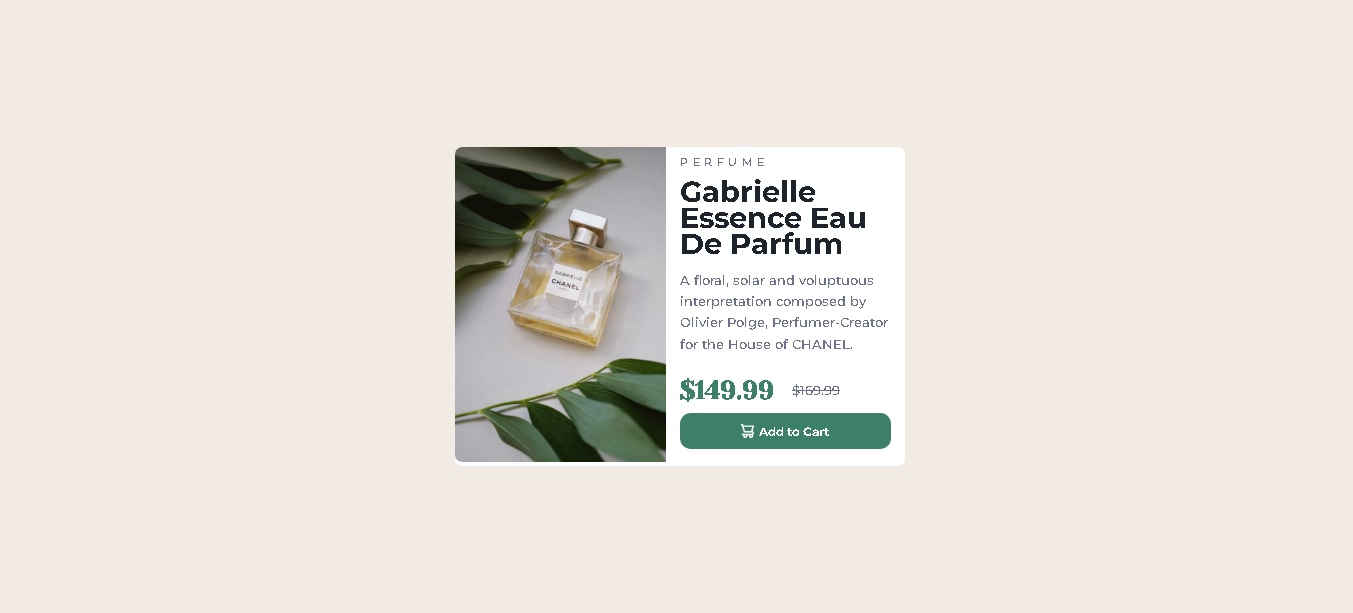 GABRIELLE
CHANEL
PERFUME
Gabrielle
Essence Eau
De Parfum
A floral, solar and voluptuous
interpretation composed by
Olivier Polge, Perfumer-Creator
for the House of CHANEL.
$149.99 $169.99
Add to Cart